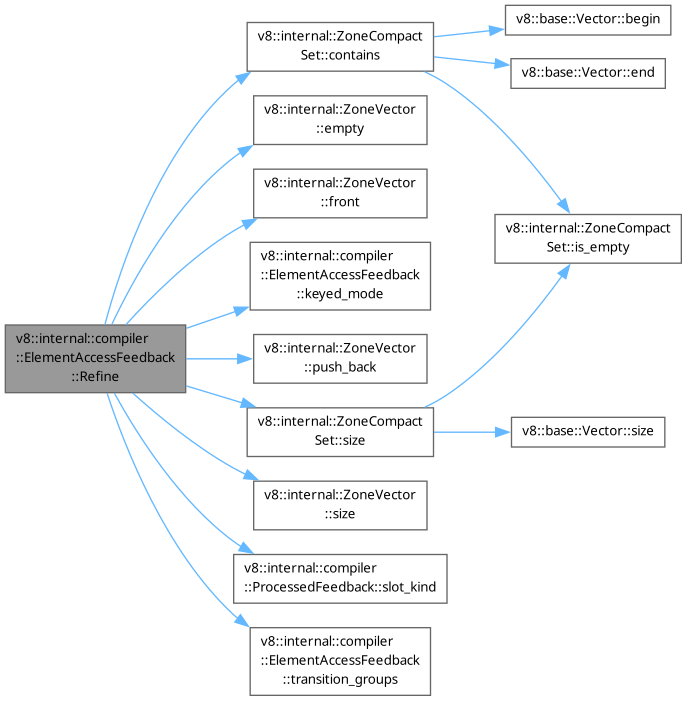 v8::internal::compiler
::ElementAccessFeedback
::Refine
v8::internal::ZoneCompact
Set::contains
v8::internal::ZoneVector
::empty
v8::internal::ZoneVector
::front
v8::internal::compiler
::ElementAccessFeedback
::keyed_mode
v8::internal::ZoneVector
::push_back
v8::internal::ZoneCompact
Set::size
v8::internal::ZoneVector
::size
v8::internal::compiler
::ProcessedFeedback::slot_kind
v8::internal::compiler
::ElementAccessFeedback
::transition_groups
v8::base::Vector::begin
v8::base::Vector::end
v8::internal::ZoneCompact
Set::is_empty
v8::base::Vector::size